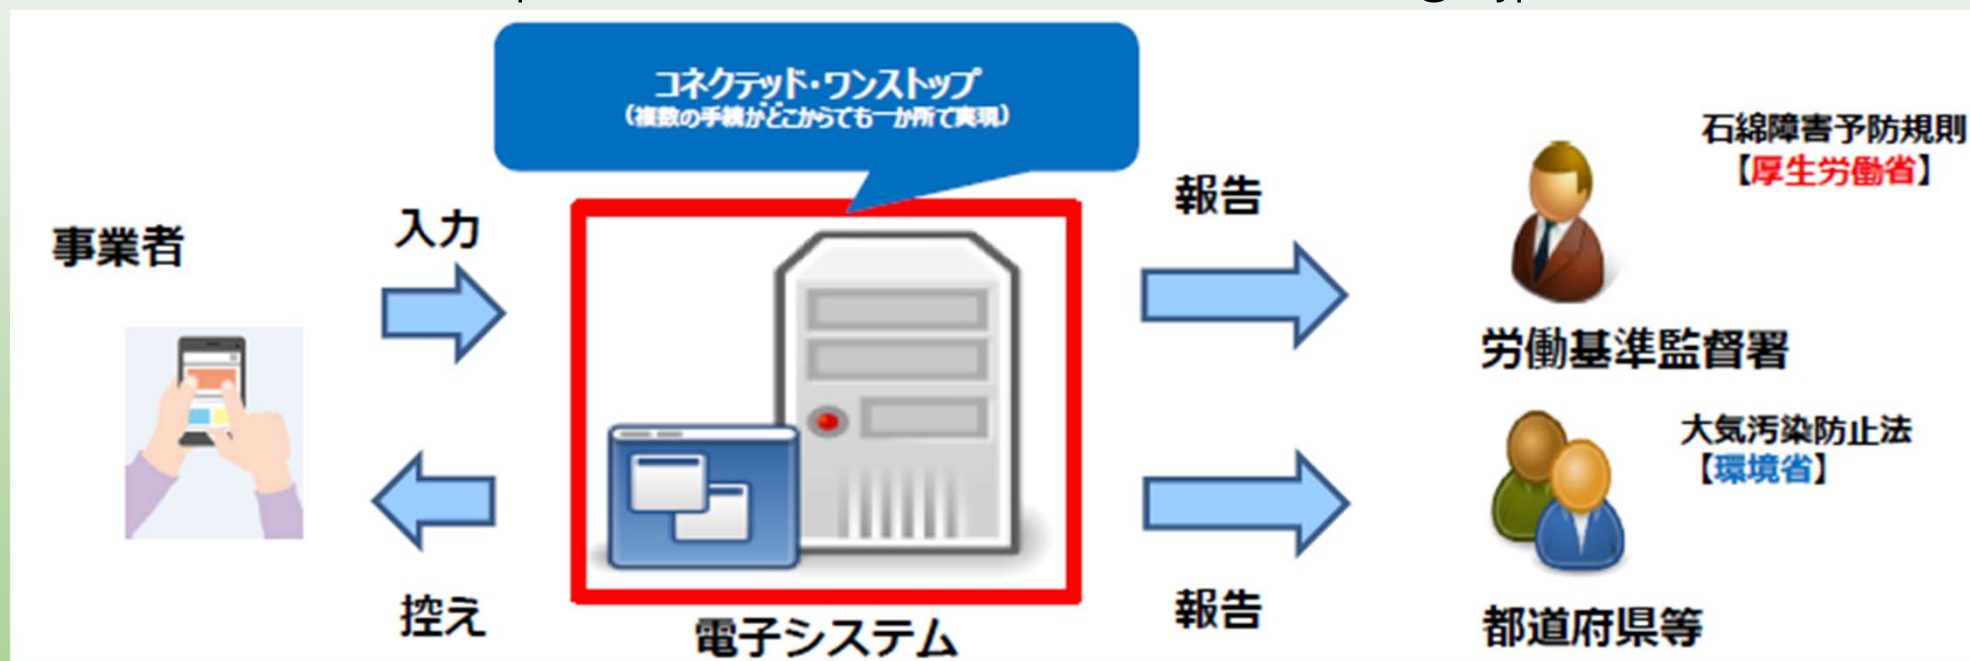 コネクテッド・ワンストップ
(複数の手続がどこからでも一か所で実現)
事業者
入力
控え
電子システム
報告
報告
石綿障害予防規則
【厚生労働省】
労働基準監督署
大気汚染防止法
【環境省】
都道府県等